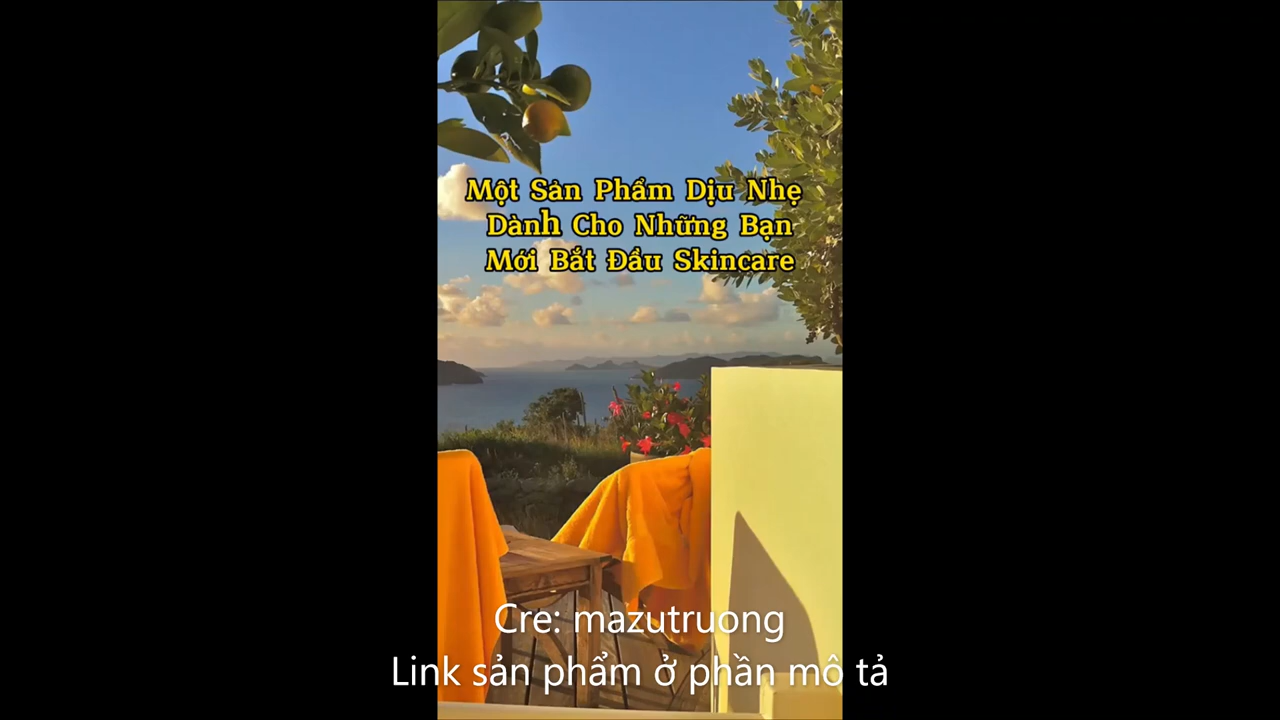 Một Sản Phẩm Dịu Nhẹ
Dành Cho Những Bạn
Mới Bắt Đầu Skincare
Cre: mazutruong
Link sản phẩm ở phần mô tả